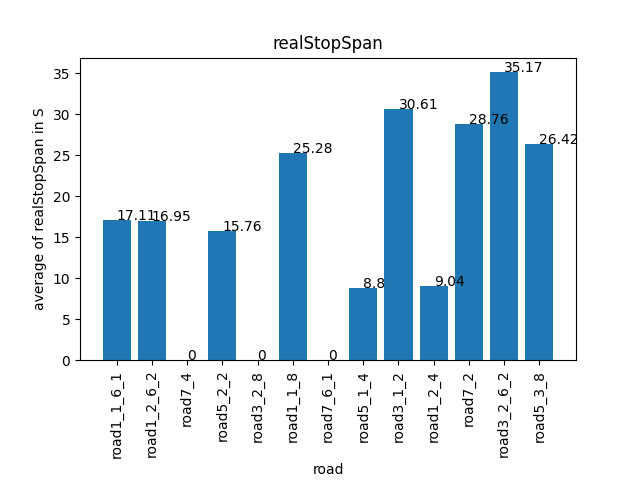 realStopSpan
average of realStopSpan in S
35
30
25
20
15
10
5
0
17.11
16.95
0
15.76
0
25.28
0
8.8
30.61
9.04
28.76
35.17
26.42
road1_1_6_1
road1_2_6_2
road7_4
road5_2_2
road3_2_8
road1_1_8
road7_6_1
road5_1_4
road3_1_2
road1_2_4
road7_2
road3_2_6_2
road5_3_8
road